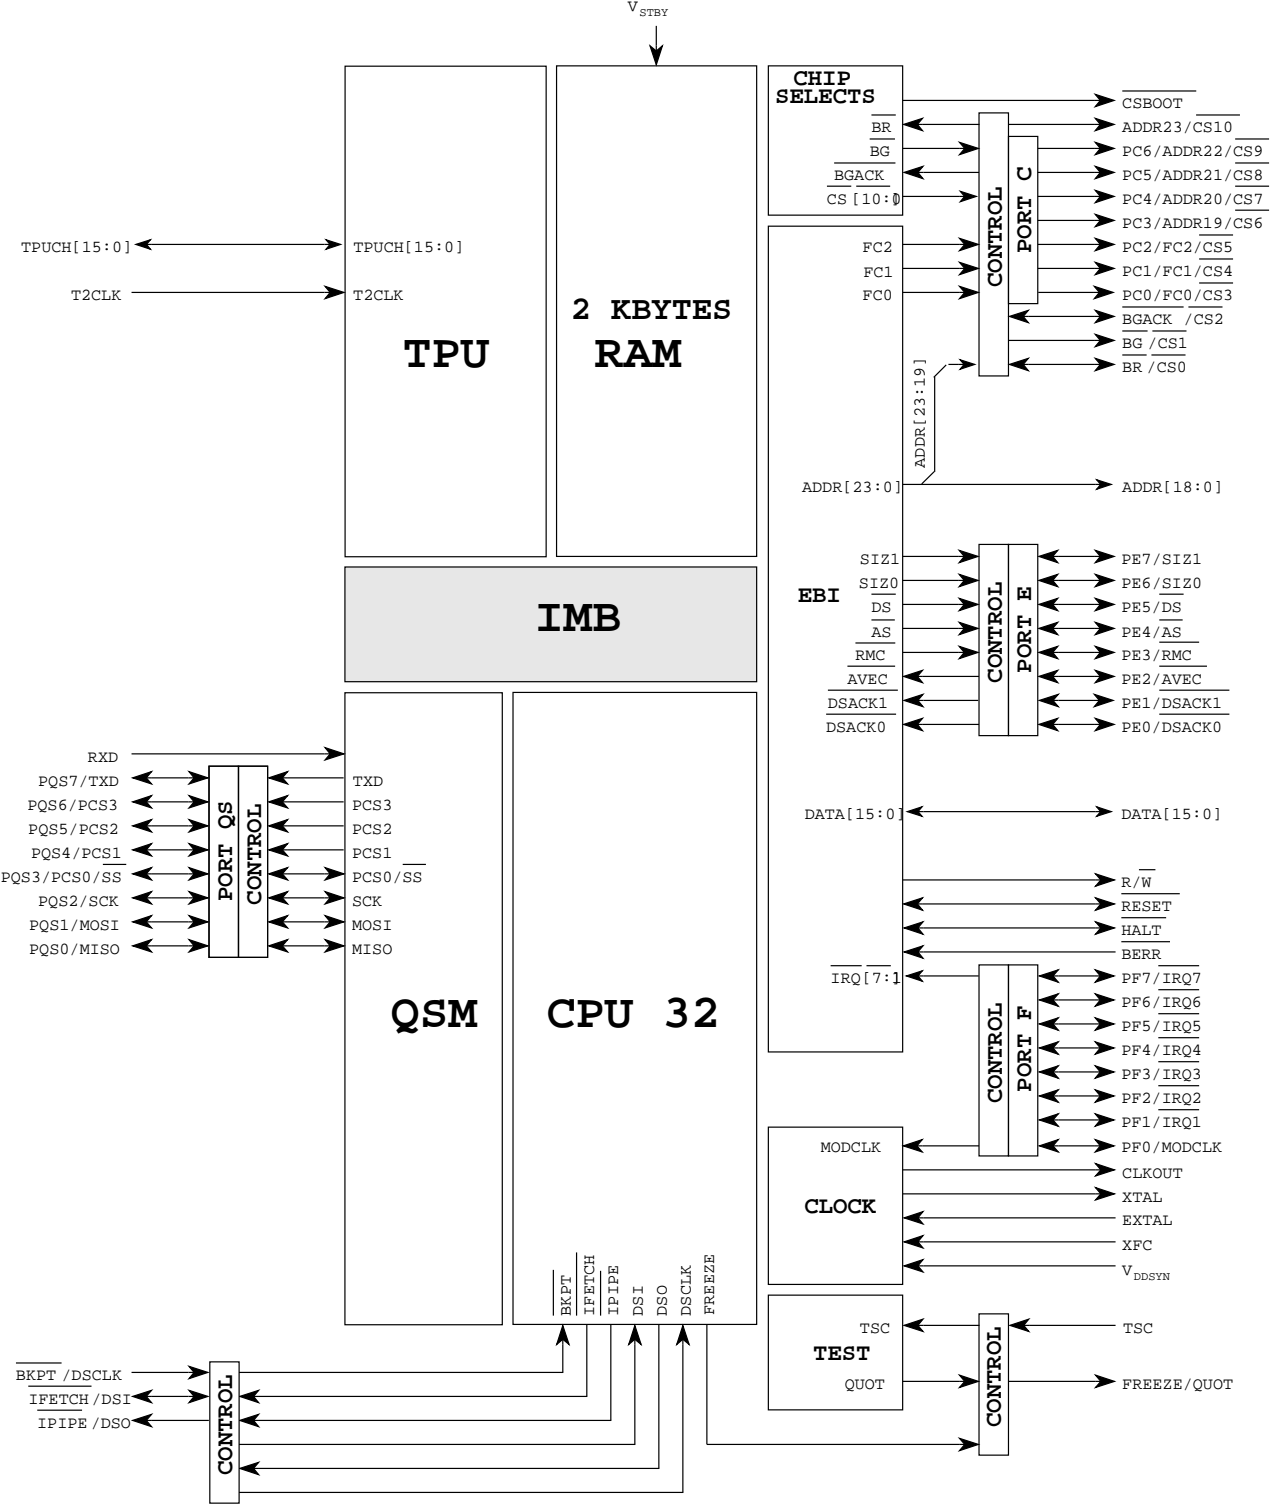 VSTBY
CHIP
SELECTS
BR
BG
BGACK
CS [10:0]
CONTROL
PORT C
CSBOOT
ADDR23/CS10
PC6/ADDR22/CS9
PC5/ADDR21/CS8
PC4/ADDR20/CS7
PC3/ADDR19/CS6
PC2/FC2/CS5
PC1/FC1/CS4
PC0/FC0/CS3
BGACK /CS2
BG /CS1
BR /CS0
TPUCH[15:0]
T2CLK
TPUCH[15:0]
T2CLK
TPU
2 KBYTES
RAM
FC2
FC1
FC0
ADDR[23:19]
ADDR[23:0]
ADDR[18:0]
EBI
SIZ1
SIZ0
DS
AS
RMC
AVEC
DSACK1
DSACK0
CONTROL
PORT E
PE7/SIZ1
PE6/SIZ0
PE5/DS
PE4/AS
PE3/RMC
PE2/AVEC
PE1/DSACK1
PE0/DSACK0
IMB
RXD
PQS7/TXD
PQS6/PCS3
PQS5/PCS2
PQS4/PCS1
PQS3/PCS0/SS
PQS2/SCK
PQS1/MOSI
PQS0/MISO
PORT QS
CONTROL
TXD
PCS3
PCS2
PCS1
PCS0/SS
SCK
MOSI
MISO
QSM
CPU 32
DATA[15:0]
DATA[15:0]
R/W
RESET
HALT
BERR
IRQ[7:1]
CONTROL
PORT F
PF7/IRQ7
PF6/IRQ6
PF5/IRQ5
PF4/IRQ4
PF3/IRQ3
PF2/IRQ2
PF1/IRQ1
PF0/MODCLK
MODCLK
CLOCK
CLKOUT
XTAL
EXTAL
XFC
VDDSYN
BKPT
IFETCH
IPIPE
DSI
DSO
DSCLK
FREEZE
TSC
TEST
QUOT
CONTROL
TSC
FREEZE/QUOT
BKPT /DSCLK
IFETCH /DSI
IPIPE /DSO
CONTROL